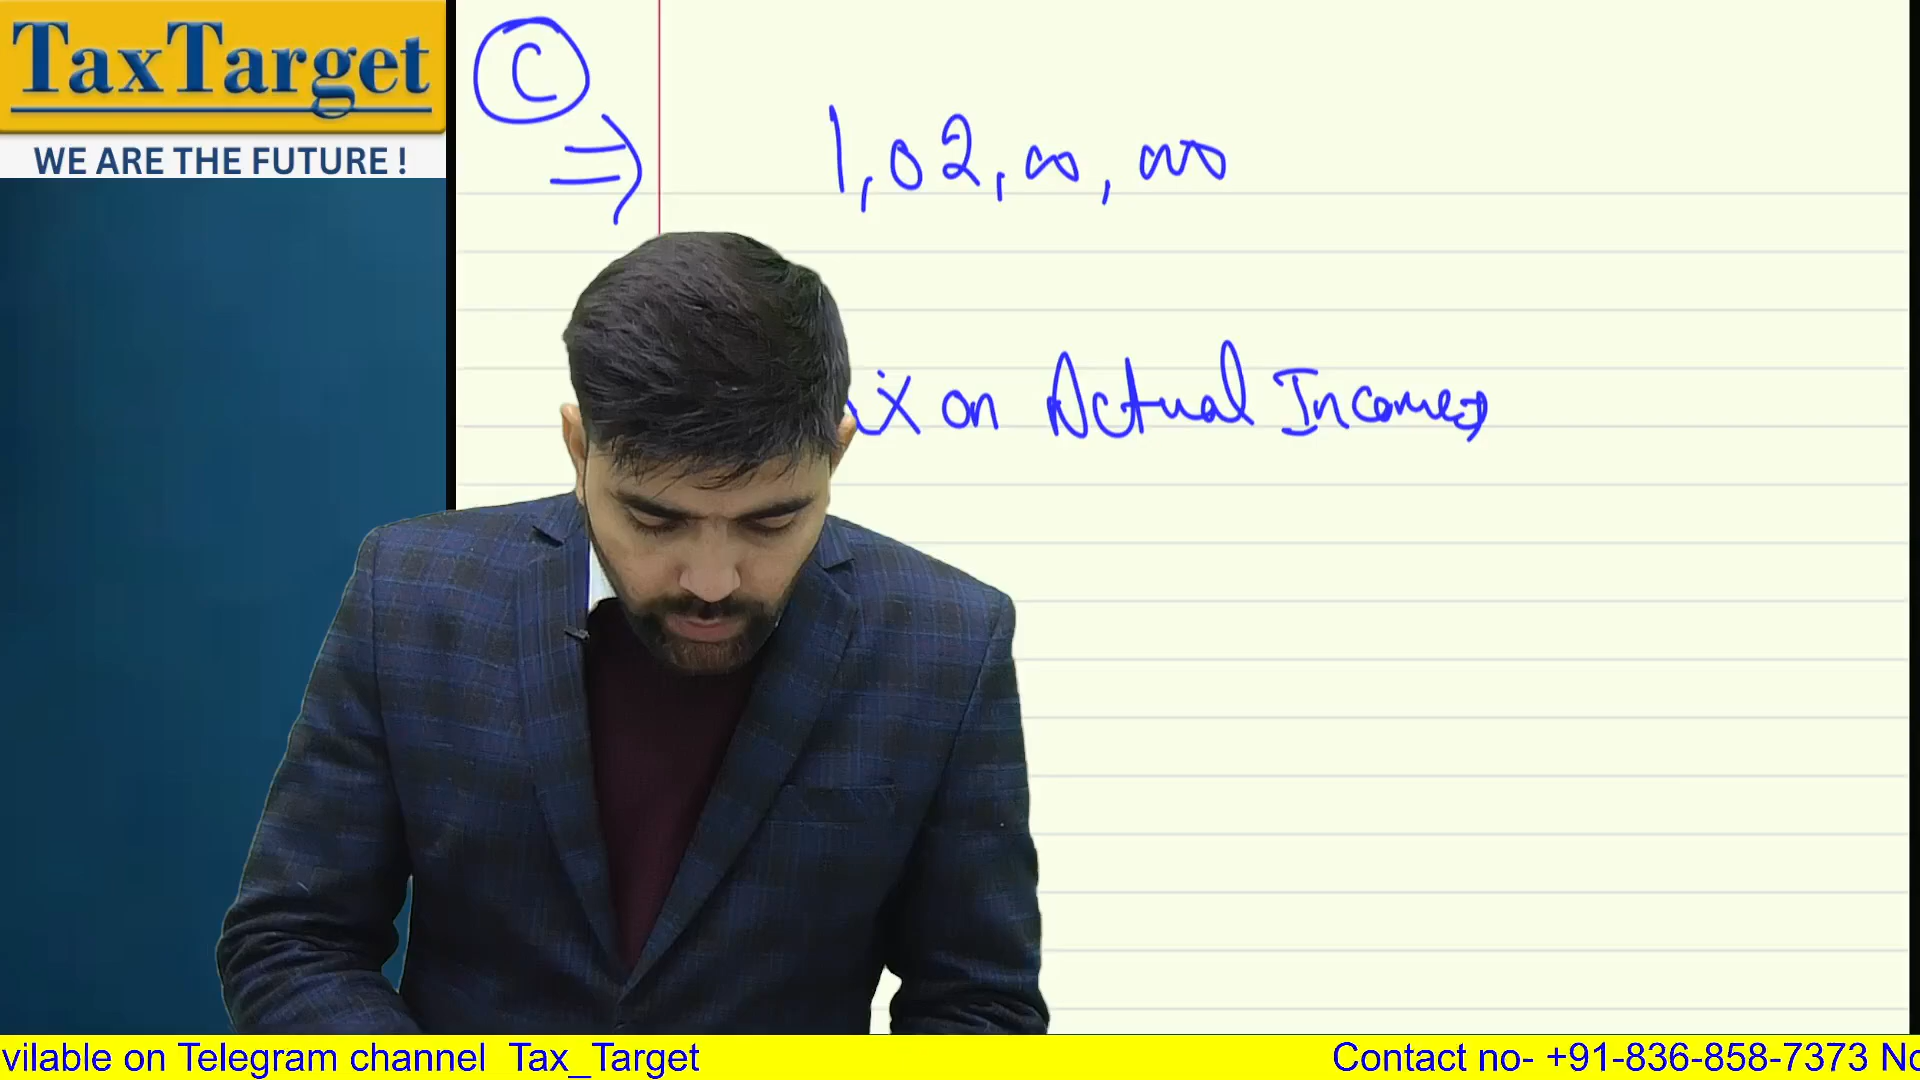 TaxTarget
WE ARE THE FUTURE !
C
⇒ 1,02,00,000
on Actual Income⇒
vilable on Telegram channel Tax_Target
Contact no- +91-836-858-7373 No